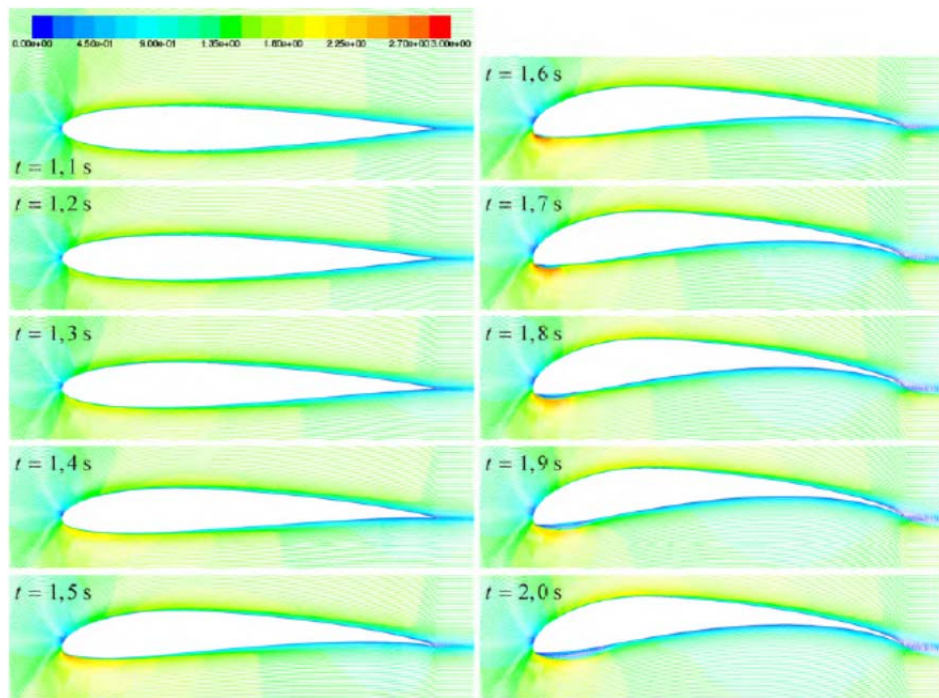 0.00e+00 4.50e-01 9.00e-01 1.35e+00 1.80e+00 2.25e+00 2.70e+00 3.00e+00
t = 1,1 s
t = 1,2 s
t = 1,3 s
t = 1,4 s
t = 1,5 s
t = 1,6 s
t = 1,7 s
t = 1,8 s
t = 1,9 s
t = 2,0 s